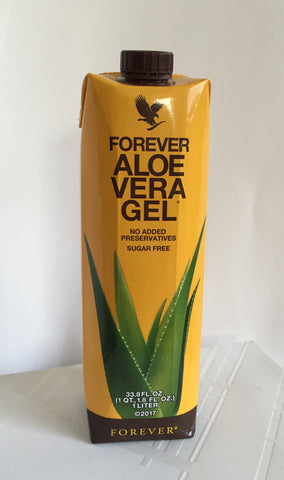 FOREVER
ALOE
VERA
GEL®
NO ADDED
PRESERVATIVES
SUGAR FREE
33.8 FL. OZ.
(1 QT., 1.8 FL. OZ.)
1 LITER
©2017
FOREVER®